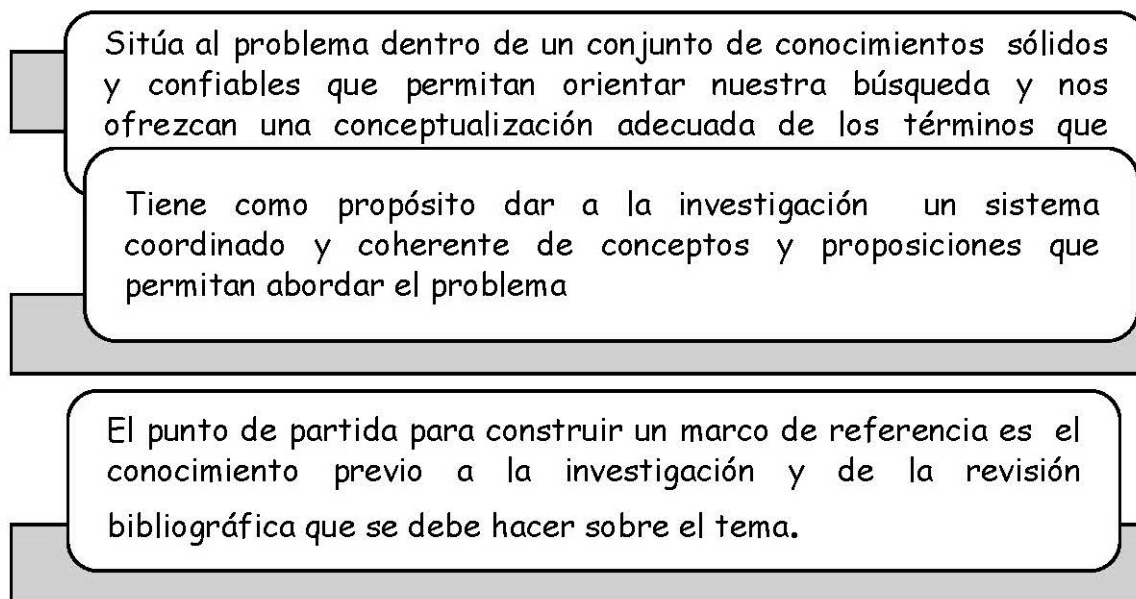 Sitúa al problema dentro de un conjunto de conocimientos sólidos
y confiables que permitan orientar nuestra búsqueda y nos
ofrezcan una conceptualización adecuada de los términos que
Tiene como propósito dar a la investigación un sistema
coordinado y coherente de conceptos y proposiciones que
permitan abordar el problema
El punto de partida para construir un marco de referencia es el
conocimiento previo a la investigación y de la revisión
bibliográfica que se debe hacer sobre el tema.